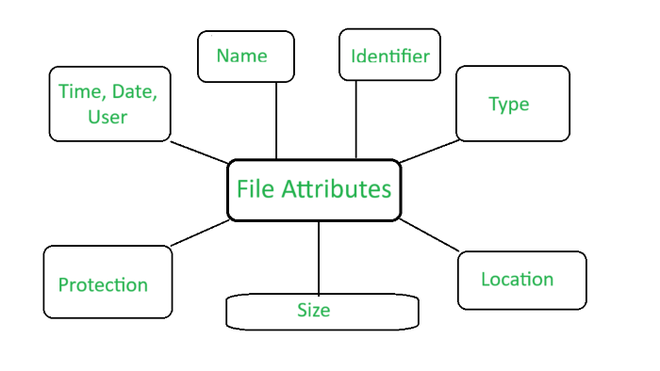 Name
Identifier
Time, Date,
User
Type
File Attributes
Protection
Location
Size